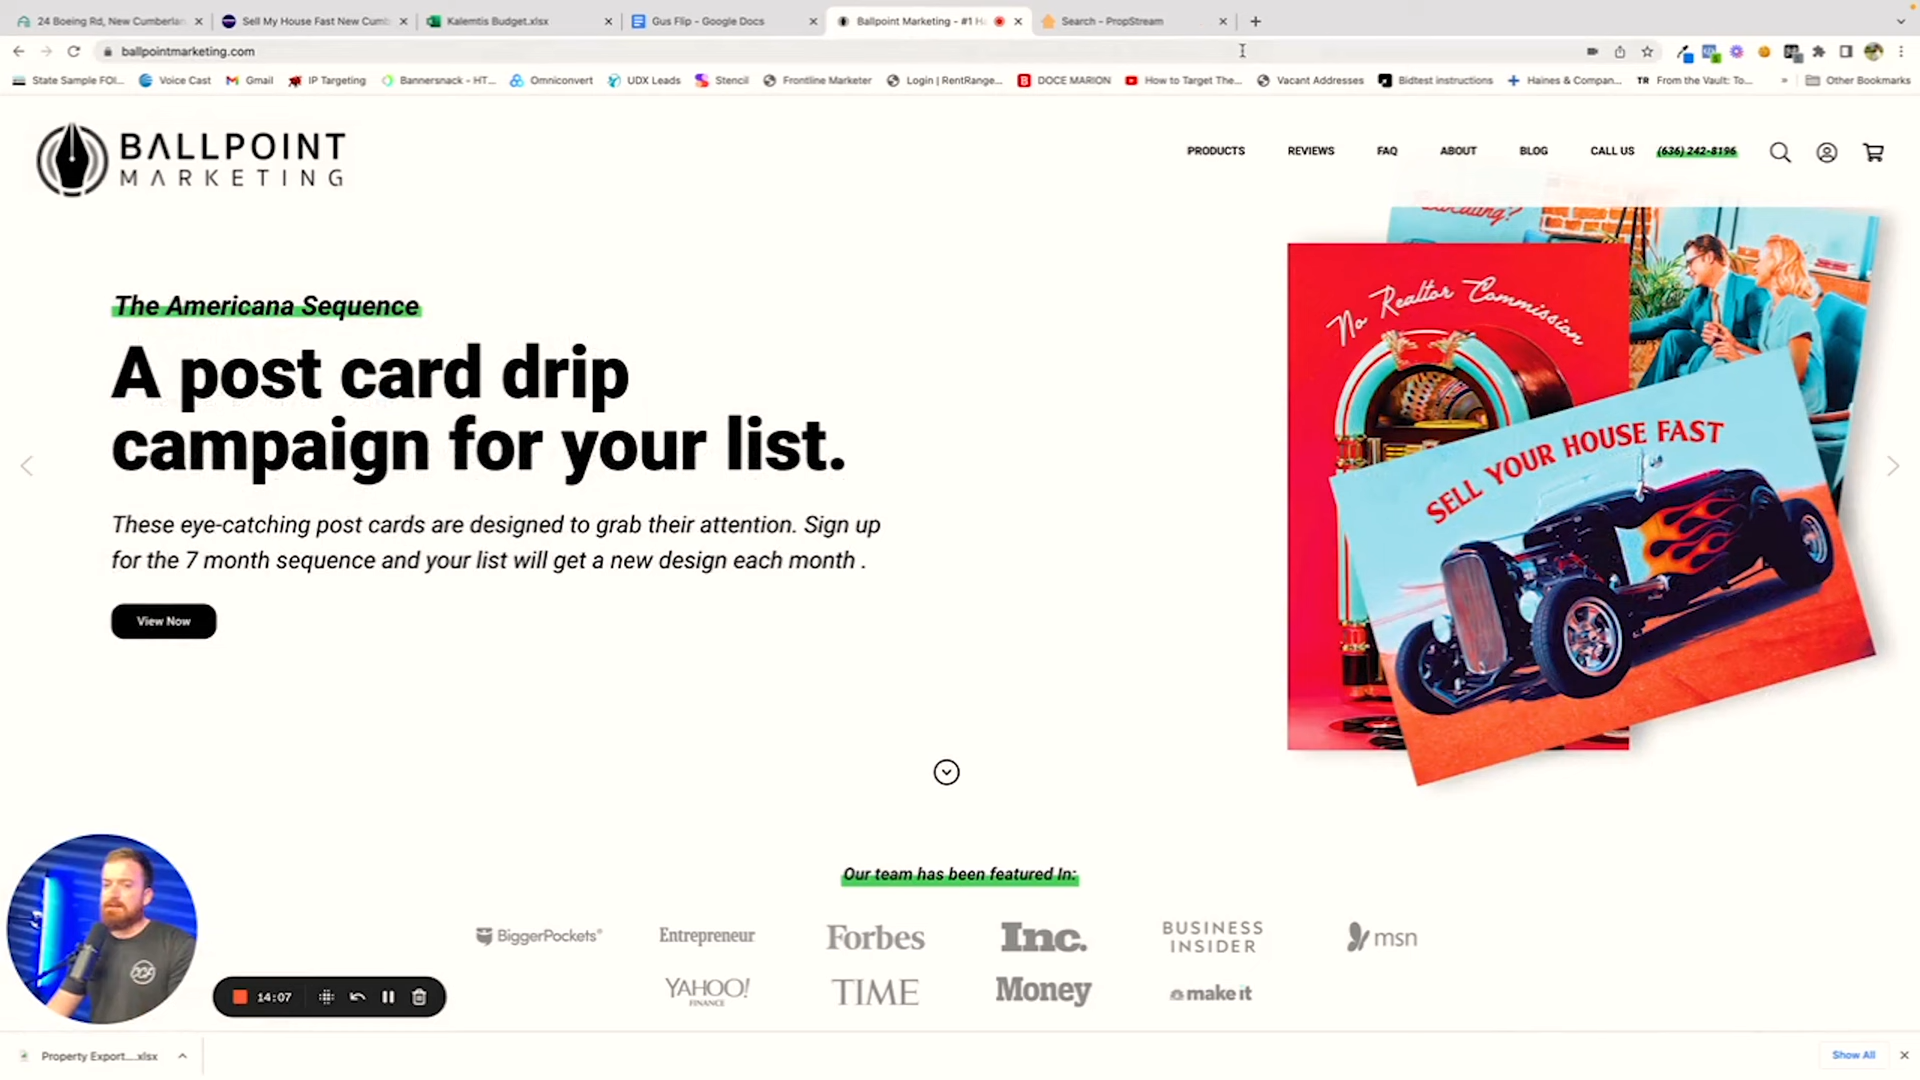 24 Boeing Rd, New Cumberlan
Sell My House Fast New Cumb
Kalemtis Budget.xlsx
Gus Flip - Google Docs
Ballpoint Marketing - #1 H
Search - PropStream
ballpointmarketing.com
State Sample FOI...
Voice Cast
Gmail
IP Targeting
Bannersnack - HT...
Omniconvert
UDX Leads
Stencil
Frontline Marketer
Login | RentRange...
DOCE MARION
How to Target The...
Vacant Addresses
Bidtest instructions
Haines & Compan...
TR From the Vault: To...
»
Other Bookmarks
BALLPOINT
MARKETING
PRODUCTS
REVIEWS
FAQ
ABOUT
BLOG
CALL US
(636) 242-8196
No Realtor Commission
SELL YOUR HOUSE FAST
The Americana Sequence
A post card drip
campaign for your list.
These eye-catching post cards are designed to grab their attention. Sign up
for the 7 month sequence and your list will get a new design each month .
View Now
Our team has been featured In:
BiggerPockets®
Entrepreneur
Forbes
Inc.
BUSINESS
INSIDER
msn
YAHOO!
FINANCE
TIME
Money
make it
14:07
Property Export....xlsx
Show All